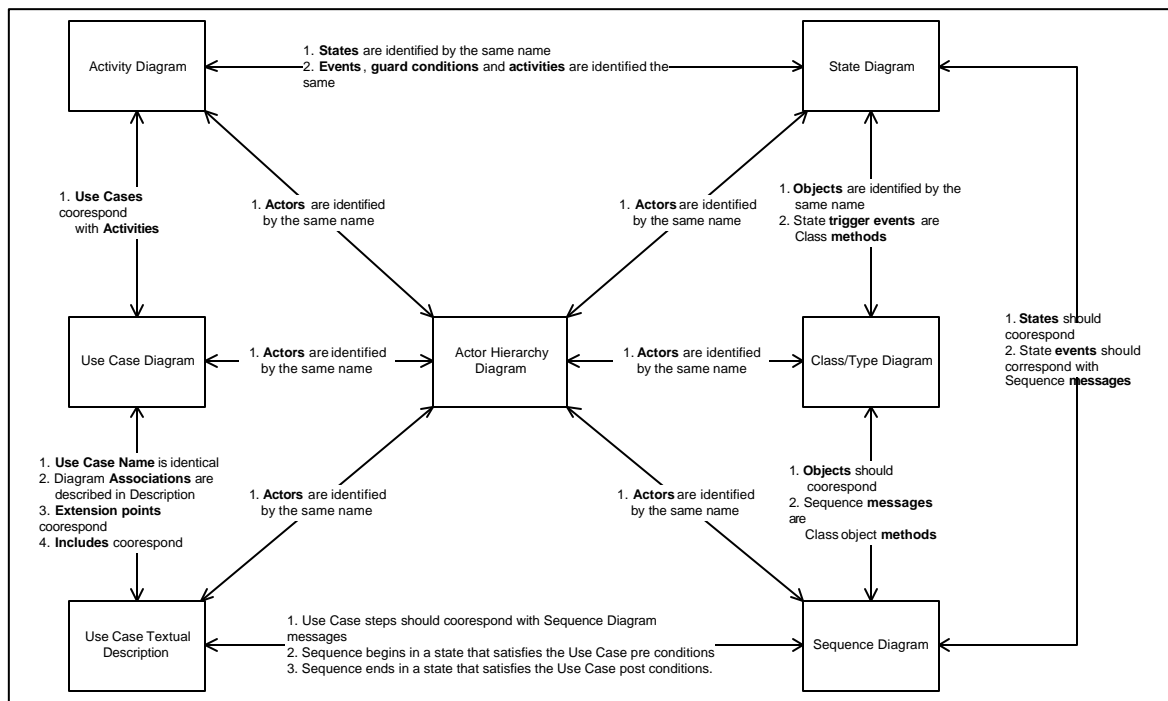 Activity Diagram
1. States are identified by the same name
2. Events, guard conditions and activities are identified the
same
State Diagram
1. Use Cases
coorespond
with Activities
1. Actors are identified
by the same name
1. Actors are identified
by the same name
1. Objects are identified by the
same name
2. State trigger events are
Class methods
Use Case Diagram
1. Actors are identified
by the same name
Actor Hierarchy
Diagram
1. Actors are identified
by the same name
Class/Type Diagram
1. States should
coorespond
2. State events should
correspond with
Sequence messages
1. Use Case Name is identical
2. Diagram Associations are
described in Description
3. Extension points
coorespond
4. Includes coorespond
1. Actors are identified
by the same name
1. Actors are identified
by the same name
1. Objects should
coorespond
2. Sequence messages
are
Class object methods
Use Case Textual
Description
1. Use Case steps should coorespond with Sequence Diagram
messages
2. Sequence begins in a state that satisfies the Use Case pre conditions
3. Sequence ends in a state that satisfies the Use Case post conditions.
Sequence Diagram